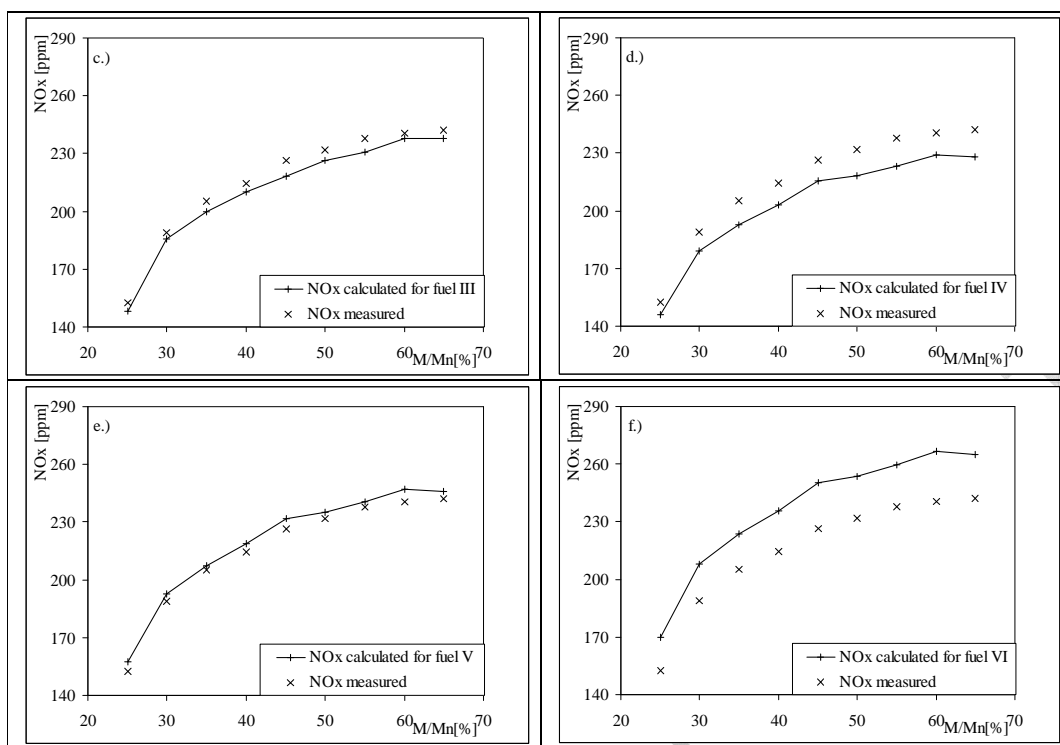 c.)
NOx [ppm]
290
260
230
200
170
140
20 30 40 50 60 70
M/Mn[%]
NOx calculated for fuel III
NOx measured
d.)
NOx [ppm]
290
260
230
200
170
140
20 30 40 50 60 70
M/Mn[%]
NOx calculated for fuel IV
NOx measured
e.)
NOx [ppm]
290
260
230
200
170
140
20 30 40 50 60 70
M/Mn[%]
NOx calculated for fuel V
NOx measured
f.)
NOx [ppm]
290
260
230
200
170
140
20 30 40 50 60 70
M/Mn[%]
NOx calculated for fuel VI
NOx measured